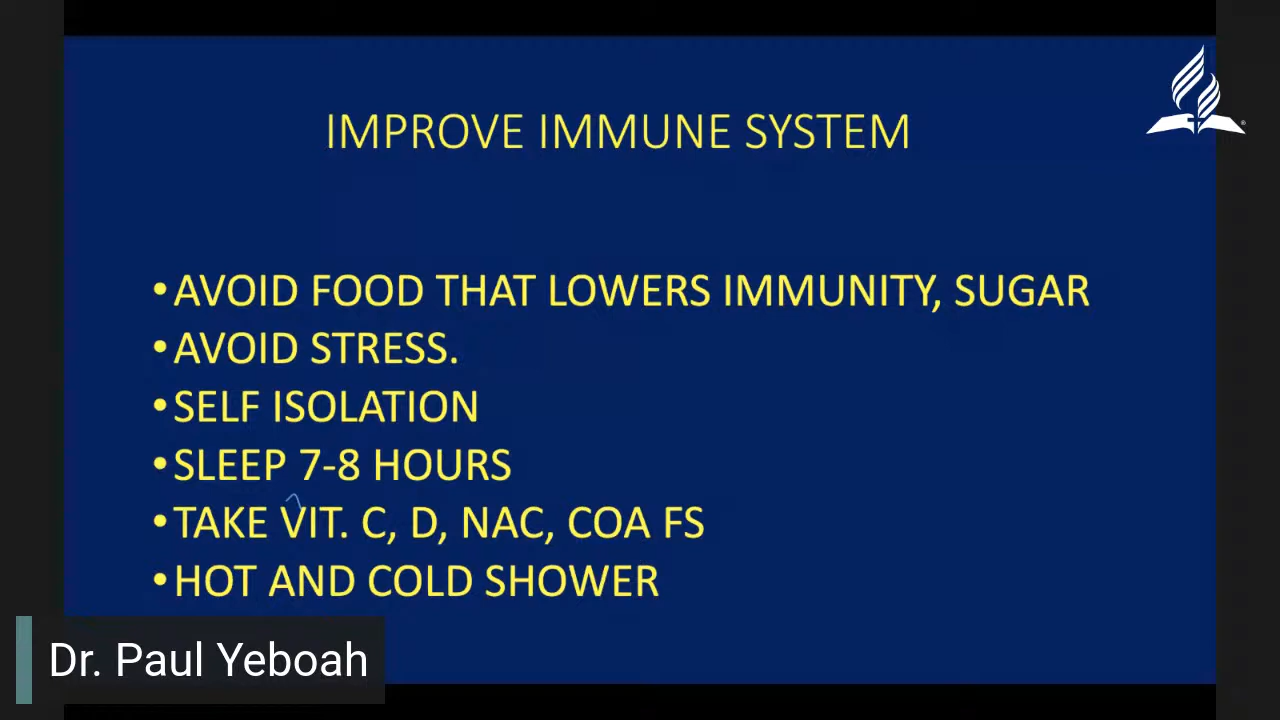 IMPROVE IMMUNE SYSTEM
•AVOID FOOD THAT LOWERS IMMUNITY, SUGAR
•AVOID STRESS.
•SELF ISOLATION
•SLEEP 7-8 HOURS
•TAKE VIT. C, D, NAC, COA FS
•HOT AND COLD SHOWER
Dr. Paul Yeboah